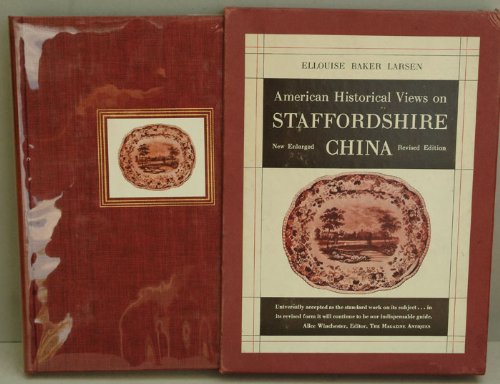 ELLOUISE BAKER LARSEN
American Historical Views on
STAFFORDSHIRE
New Enlarged CHINA Revised Edition
Universally accepted as the standard work on its subject . . . in
its revised form it will continue to be our indispensable guide.
Alice Winchester, Editor, THE MAGAZINE ANTIQUES